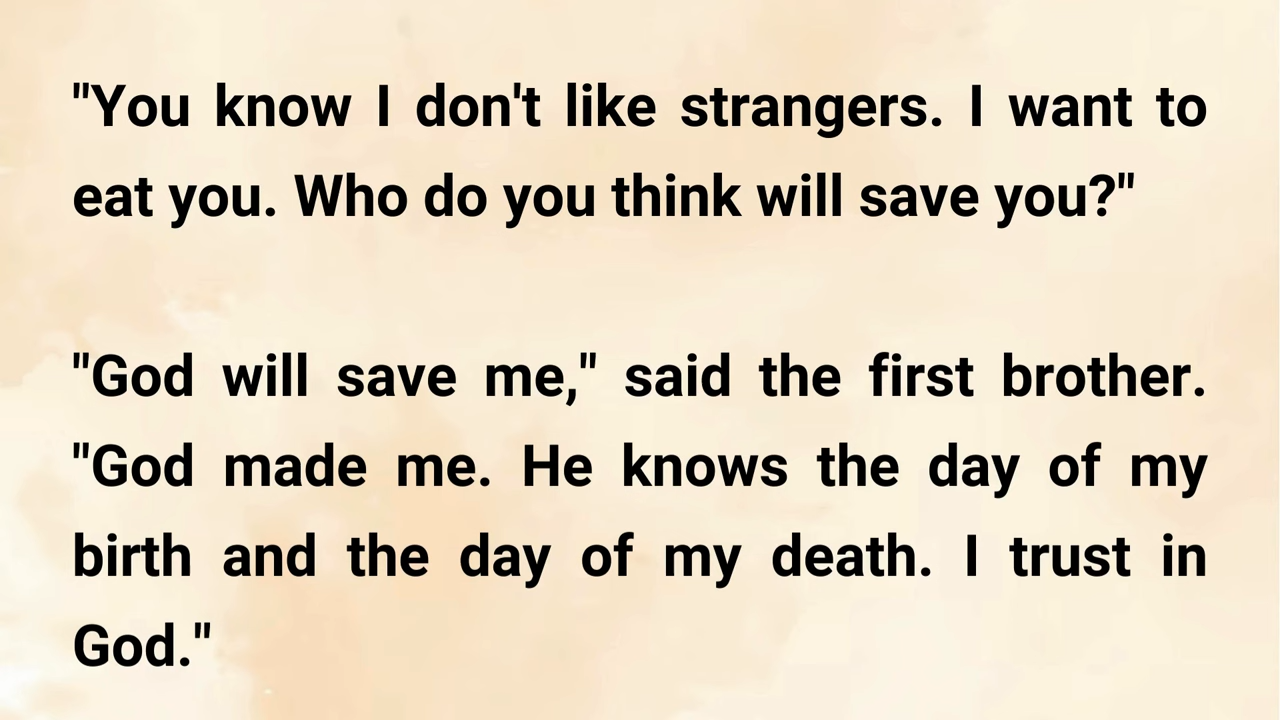 "You know I don't like strangers. I want to
eat you. Who do you think will save you?"
"God will save me," said the first brother.
"God made me. He knows the day of my
birth and the day of my death. I trust in
God."